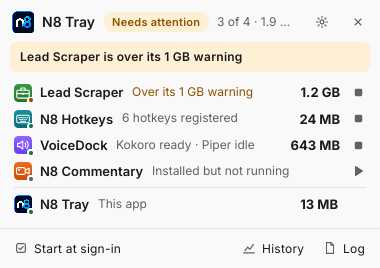 N8 Tray Needs attention 3 of 4 · 1.9 ...
Lead Scraper is over its 1 GB warning
Lead Scraper Over its 1 GB warning 1.2 GB
N8 Hotkeys 6 hotkeys registered 24 MB
VoiceDock Kokoro ready · Piper idle 643 MB
N8 Commentary Installed but not running
N8 Tray This app 13 MB
Start at sign-in History Log